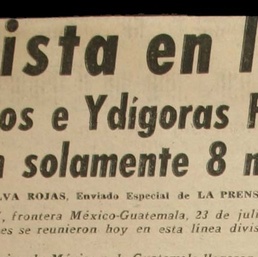 ista en l
os e Ydígoras F
n solamente 8 m
LVA ROJAS, Enviado Especial de LA PRENS
, frontera México-Guatemala, 23 de juli
es se reunieron hoy en esta línea divis